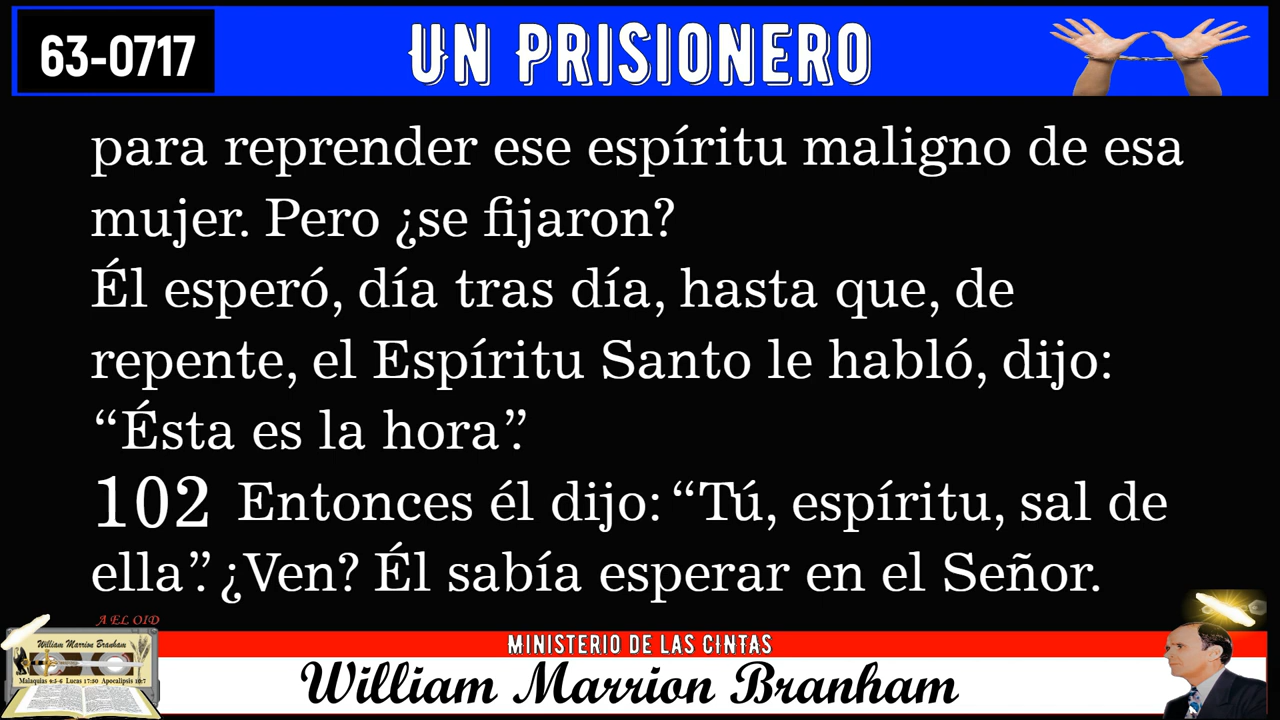 63-0717
UN PRISIONERO
para reprender ese espíritu maligno de esa
mujer. Pero ¿se fijaron?
Él esperó, día tras día, hasta que, de
repente, el Espíritu Santo le habló, dijo:
“Ésta es la hora”.
102 Entonces él dijo: “Tú, espíritu, sal de
ella”. ¿Ven? Él sabía esperar en el Señor.
A EL OID
William Marrion Branham
Malaquias 4:5-6 Lucas 17:30 Apocalipsis 10:7
MINISTERIO DE LAS CINTAS
William Marrion Branham